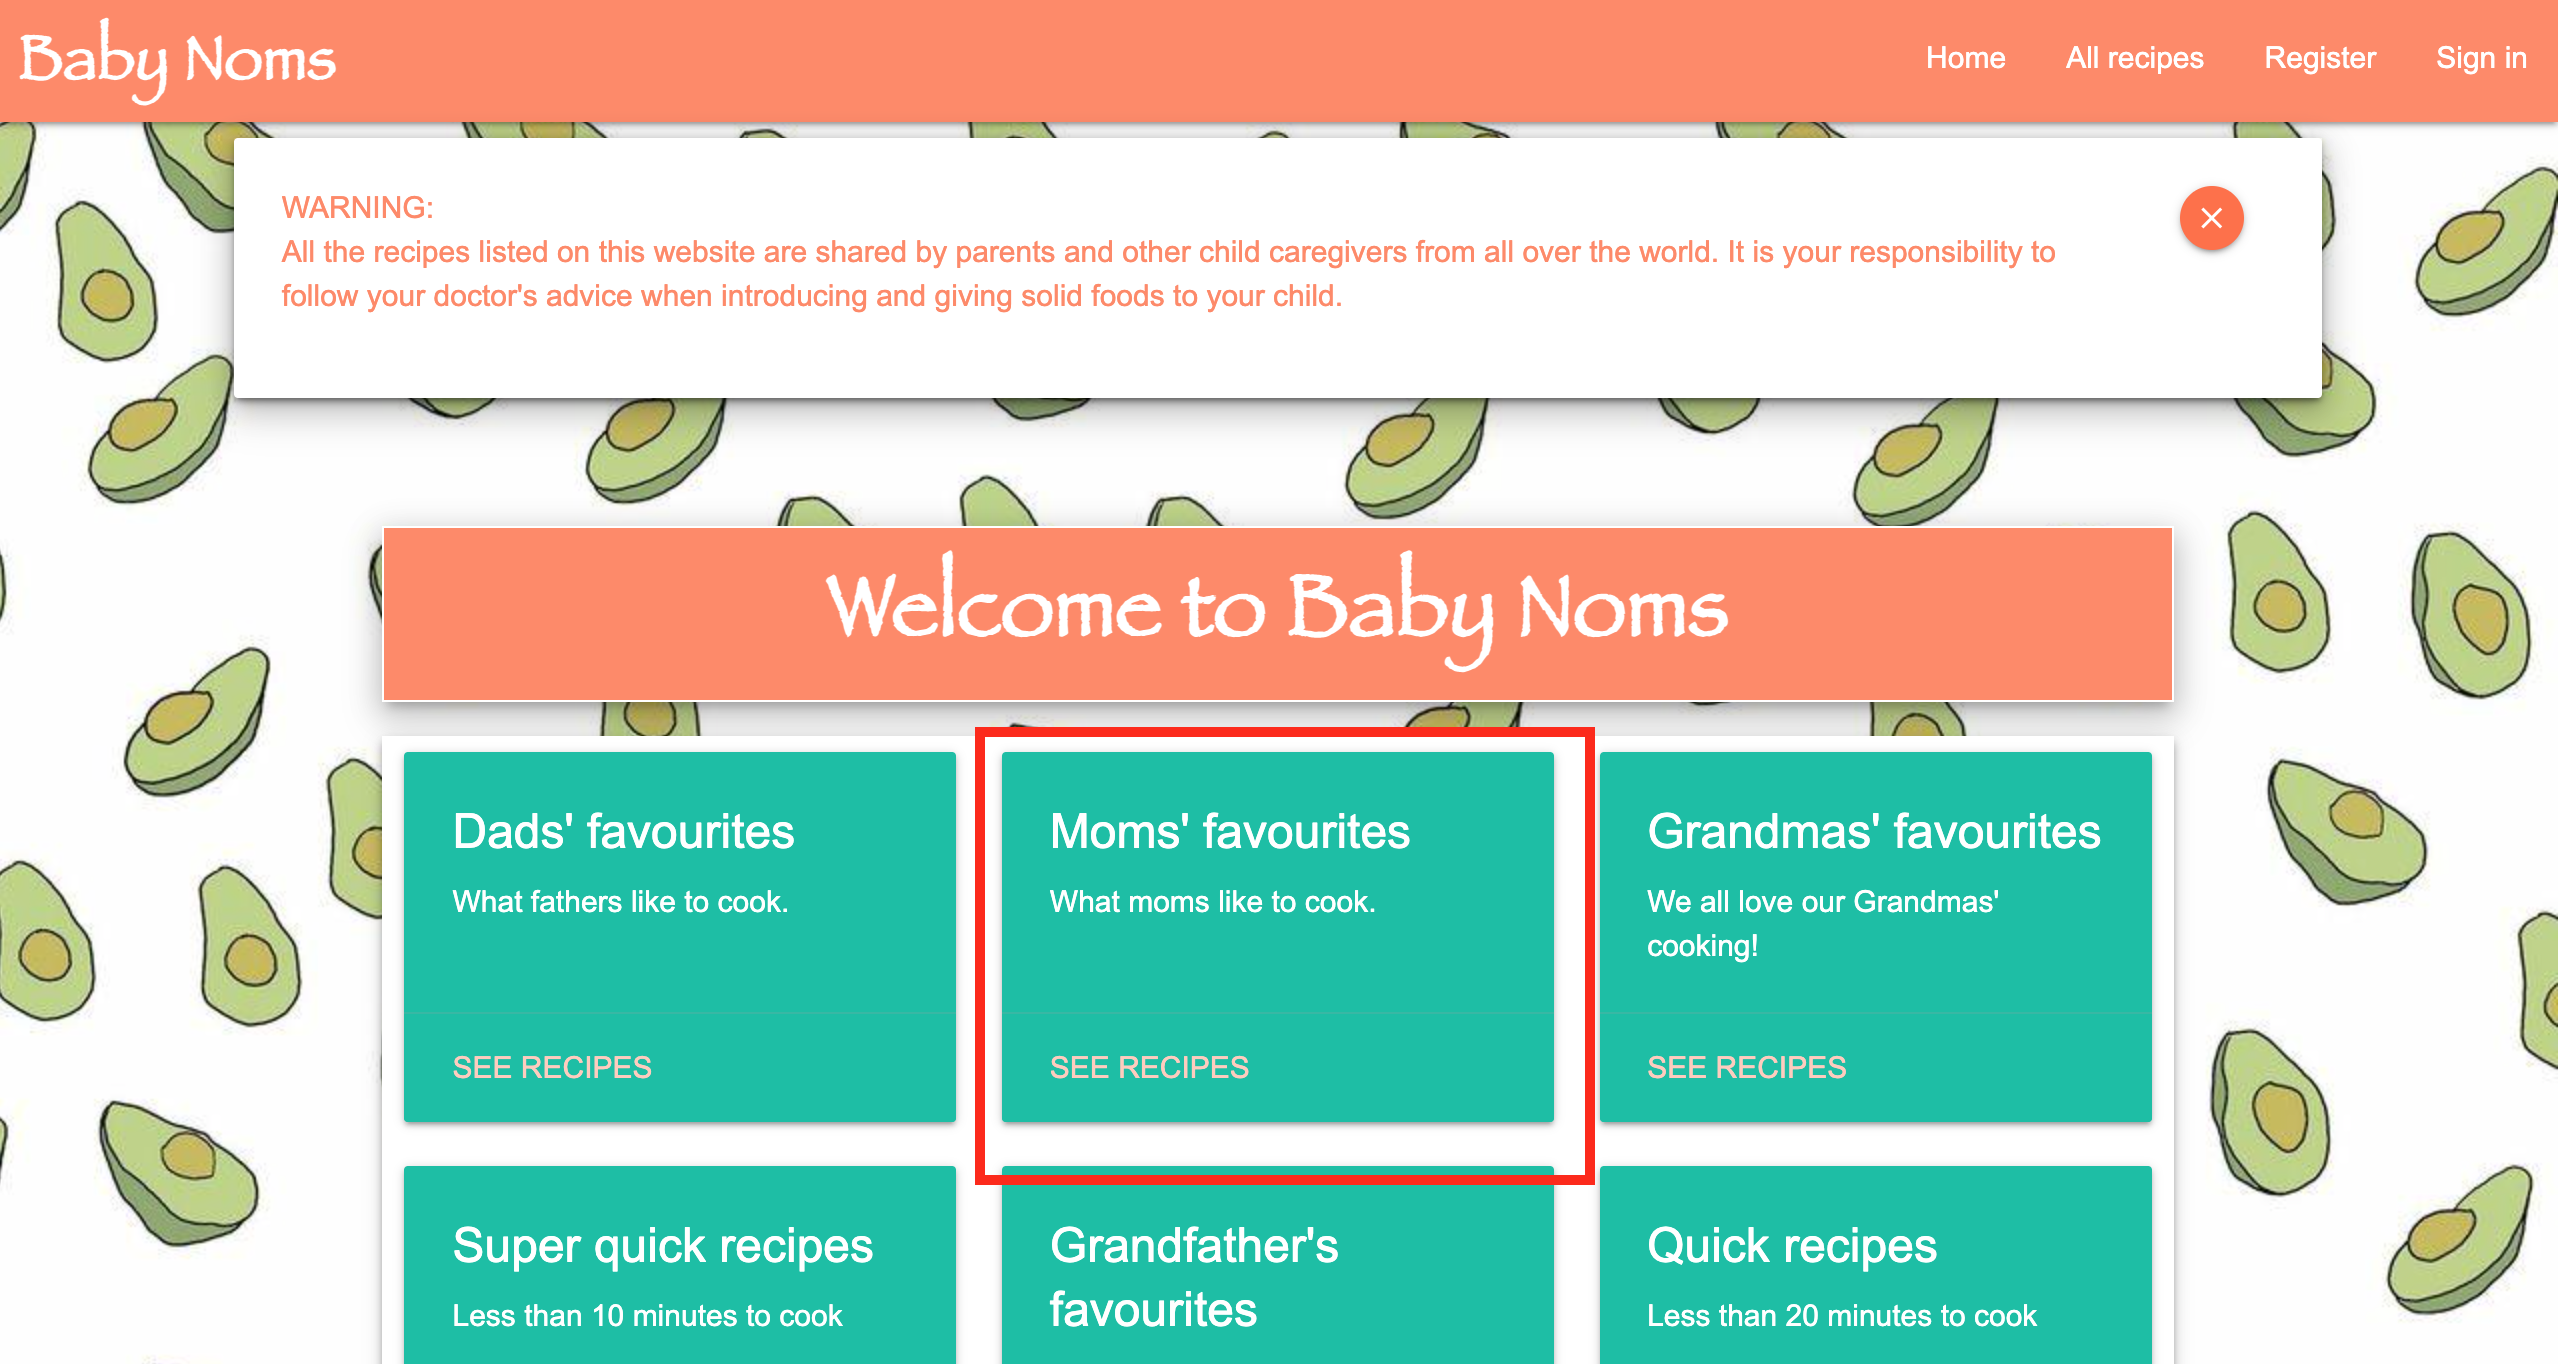 Baby Noms
Home
All recipes
Register
Sign in
WARNING:
All the recipes listed on this website are shared by parents and other child caregivers from all over the world. It is your responsibility to
follow your doctor's advice when introducing and giving solid foods to your child.
Welcome to Baby Noms
Dads' favourites
What fathers like to cook.
SEE RECIPES
Moms' favourites
What moms like to cook.
SEE RECIPES
Grandmas' favourites
We all love our Grandmas'
cooking!
SEE RECIPES
Super quick recipes
Less than 10 minutes to cook
Grandfather's
favourites
Quick recipes
Less than 20 minutes to cook